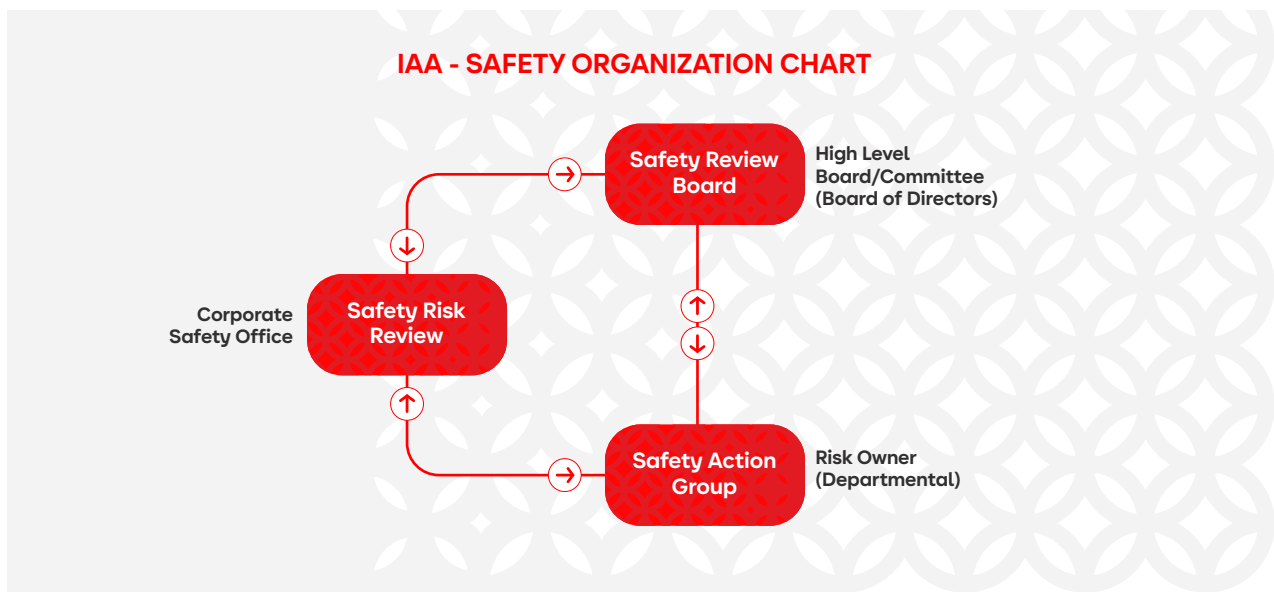 IAA - SAFETY ORGANIZATION CHART
Safety Review
Board
High Level
Board/Committee
(Board of Directors)
Corporate
Safety Office
Safety Risk
Review
Safety Action
Group
Risk Owner
(Departmental)